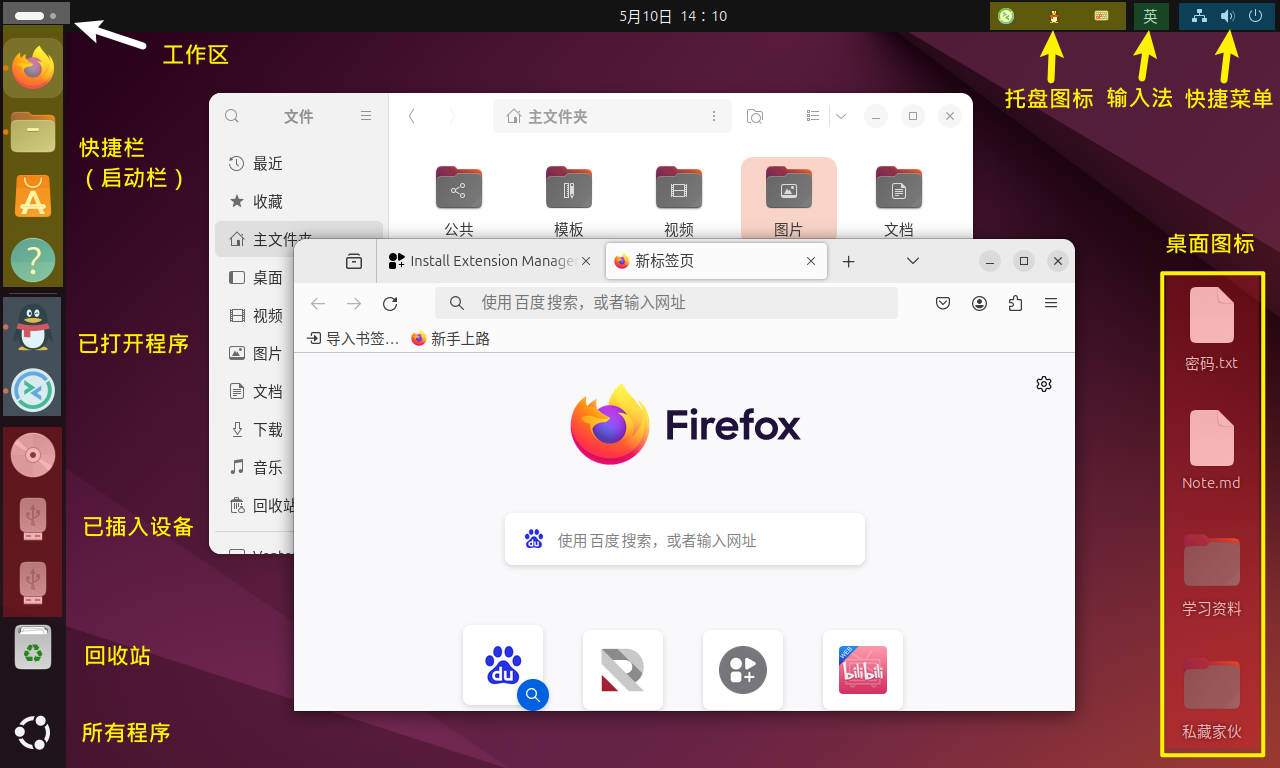 5月10日 14：10
英
工作区
托盘图标
输入法
快捷菜单
快捷栏
（启动栏）
已打开程序
已插入设备
回收站
所有程序
文件
主文件夹
最近
收藏
主文件夹
桌面
视频
图片
文档
下载
音乐
回收站
公共
模板
视频
图片
文档
Install Extension Manager
新标签页
使用百度搜索，或者输入网址
导入书签…
新手上路
Firefox
du
使用百度搜索，或者输入网址
du
WEB
bilibili
桌面图标
密码.txt
Note.md
学习资料
私藏家伙